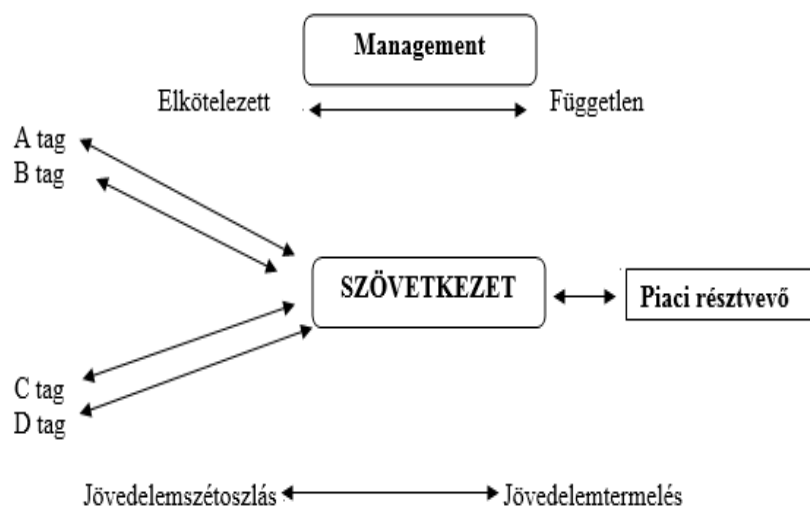 Management
Elkötelezett
Független
A tag
B tag
SZÖVETKEZET
Piaci résztvevő
C tag
D tag
Jövedelemszétoszlás
Jövedelemtermelés